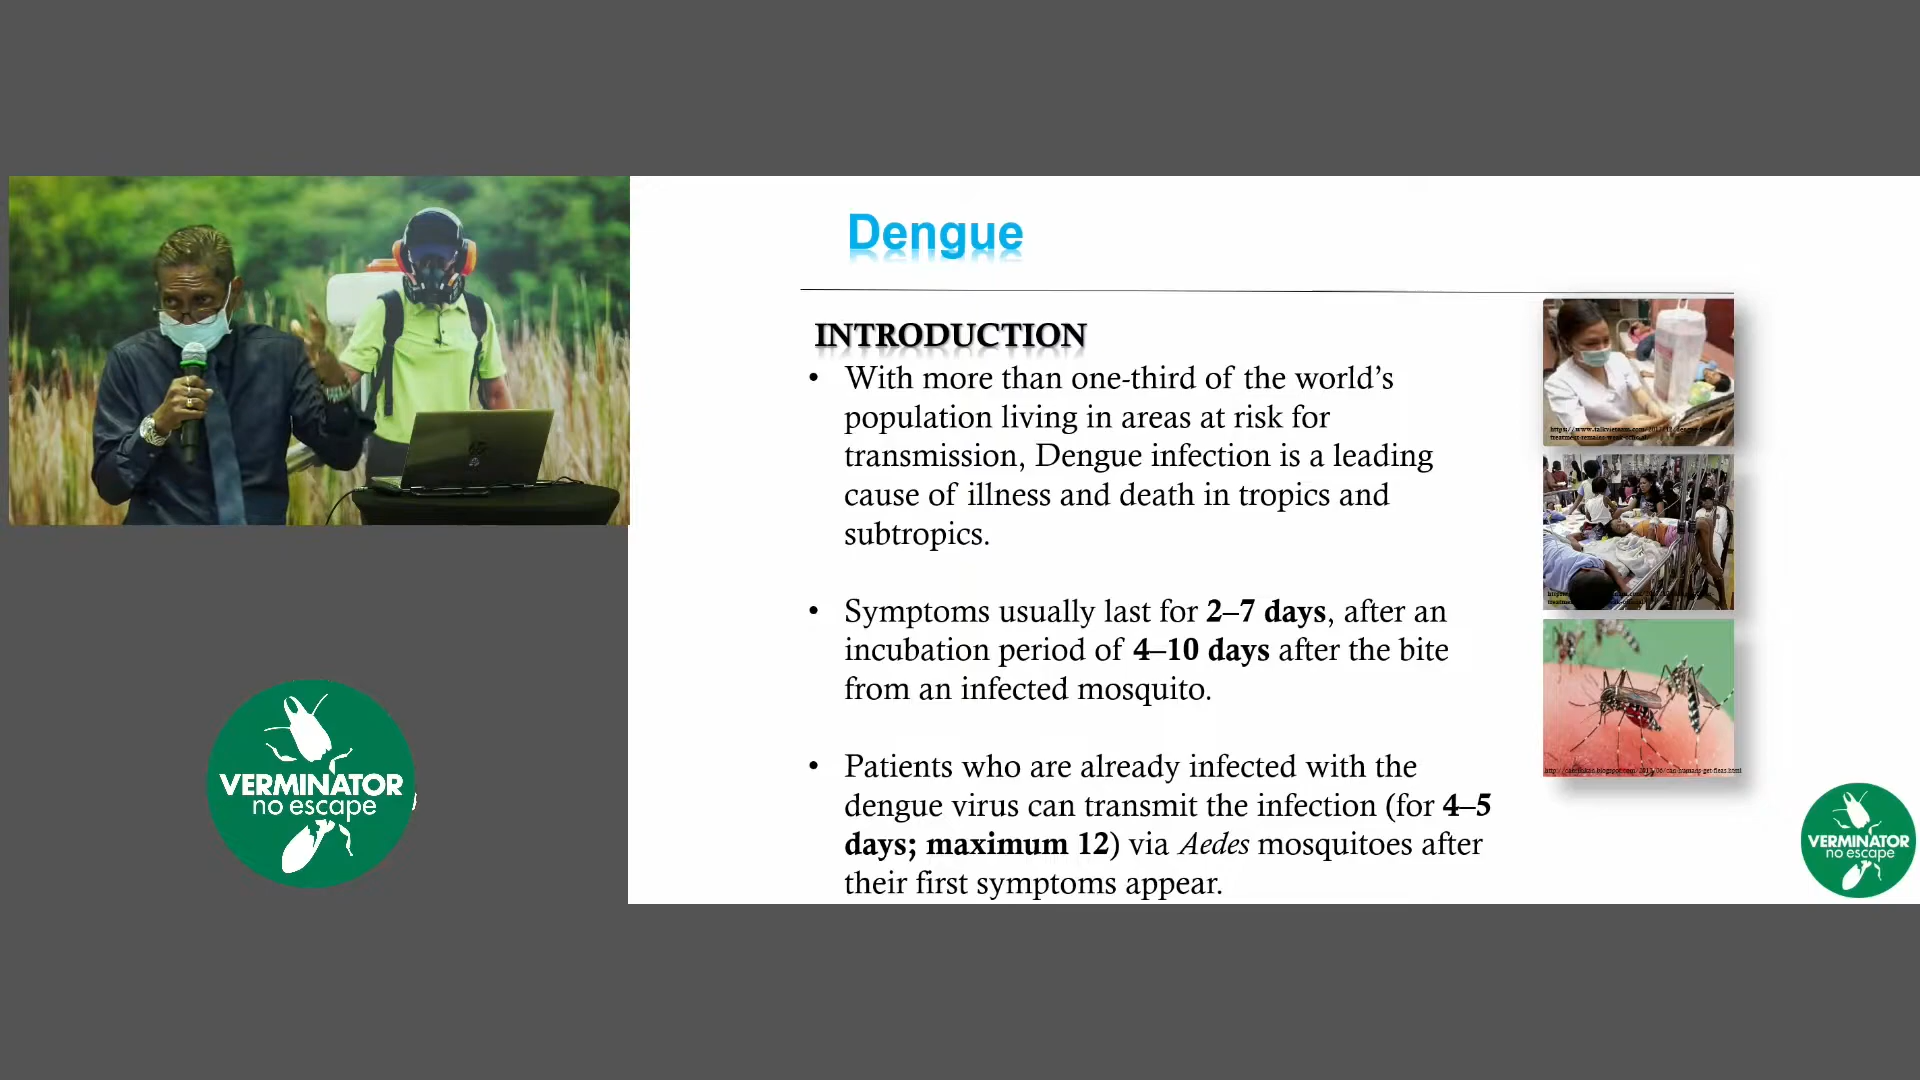 Dengue
INTRODUCTION
• With more than one-third of the world’s
population living in areas at risk for
transmission, Dengue infection is a leading
cause of illness and death in tropics and
subtropics.
• Symptoms usually last for 2–7 days, after an
incubation period of 4–10 days after the bite
from an infected mosquito.
• Patients who are already infected with the
dengue virus can transmit the infection (for 4–5
days; maximum 12) via Aedes mosquitoes after
their first symptoms appear.
VERMINATOR
no escape
VERMINATOR
no escape